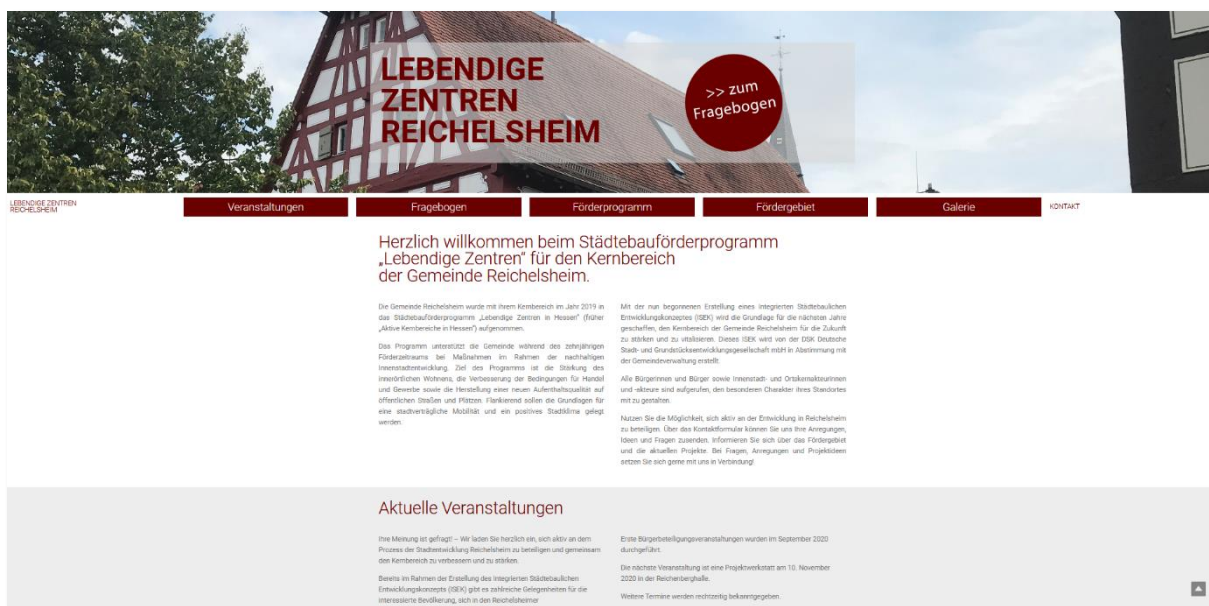 LEBENDIGE
ZENTREN
REICHELSHEIM
>> zum
Fragebogen
LEBENDIGE ZENTREN
REICHELSHEIM
Veranstaltungen
Fragebogen
Förderprogramm
Fördergebiet
Galerie
KONTAKT
Herzlich willkommen beim Städtebauförderprogramm
„Lebendige Zentren“ für den Kernbereich
der Gemeinde Reichelsheim.
Die Gemeinde Reichelsheim wurde mit ihrem Kernbereich im Jahr 2019 in
das Städtebauförderprogramm „Lebendige Zentren in Hessen“ (früher
„Aktive Kernbereiche in Hessen“) aufgenommen.
Das Programm unterstützt die Gemeinde während des zehnjährigen
Förderzeitraums bei Maßnahmen im Rahmen der nachhaltigen
Innenstadtentwicklung. Ziel des Programms ist die Stärkung des
innerörtlichen Wohnens, die Verbesserung der Bedingungen für Handel
und Gewerbe sowie die Herstellung einer neuen Aufenthaltsqualität auf
öffentlichen Straßen und Plätzen. Flankierend sollen die Grundlagen für
eine stadtverträgliche Mobilität und ein positives Stadtklima gelegt
werden.
Mit der nun begonnenen Erstellung eines Integrierten Städtebaulichen
Entwicklungskonzeptes (ISEK) wird die Grundlage für die nächsten Jahre
geschaffen, den Kernbereich der Gemeinde Reichelsheim für die Zukunft
zu stärken und zu vitalisieren. Dieses ISEK wird von der DSK Deutsche
Stadt- und Grundstücksentwicklungsgesellschaft mbH in Abstimmung mit
der Gemeindeverwaltung erstellt.
Alle Bürgerinnen und Bürger sowie Innenstadt- und Ortskernakteurinnen
und -akteure sind aufgerufen, den besonderen Charakter ihres Standortes
mit zu gestalten.
Nutzen Sie die Möglichkeit, sich aktiv an der Entwicklung in Reichelsheim
zu beteiligen. Über das Kontaktformular können Sie uns Ihre Anregungen,
Ideen und Fragen zusenden. Informieren Sie sich über das Fördergebiet
und die aktuellen Projekte. Bei Fragen, Anregungen und Projektideen
setzen Sie sich gerne mit uns in Verbindung!
Aktuelle Veranstaltungen
Ihre Meinung ist gefragt! – Wir laden Sie herzlich ein, sich aktiv an dem
Prozess der Stadtentwicklung Reichelsheim zu beteiligen und gemeinsam
den Kernbereich zu verbessern und zu stärken.
Bereits im Rahmen der Erstellung des Integrierten Städtebaulichen
Entwicklungskonzepts (ISEK) gibt es zahlreiche Gelegenheiten für die
interessierte Bevölkerung, sich in den Reichelsheimer
Erste Bürgerbeteiligungsveranstaltungen wurden im September 2020
durchgeführt.
Die nächste Veranstaltung ist eine Projektwerkstatt am 10. November
2020 in der Reichenberghalle.
Weitere Termine werden rechtzeitig bekanntgegeben.